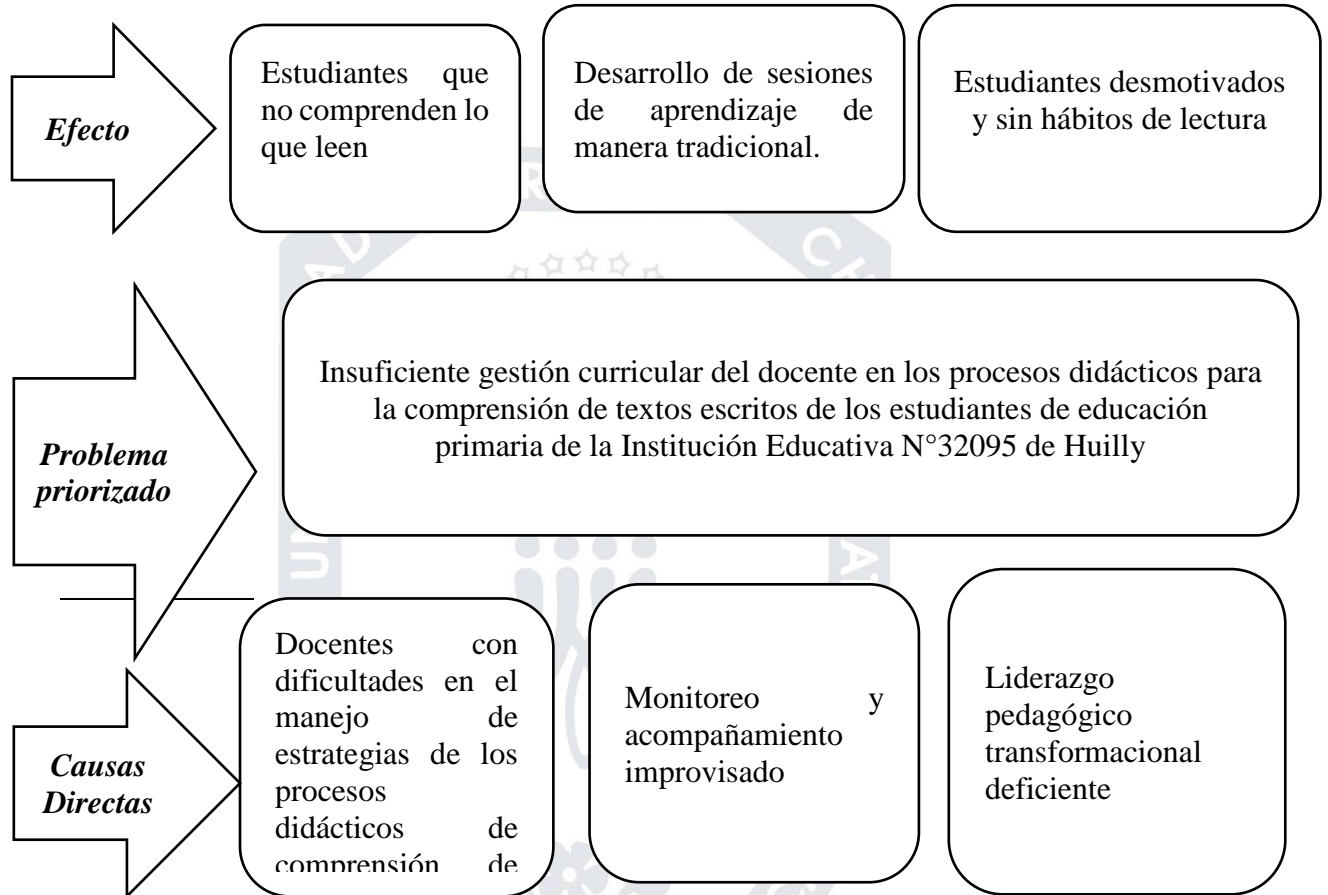 Efecto
Estudiantes que
no comprenden lo
que leen
Desarrollo de sesiones
de aprendizaje de
manera tradicional.
Estudiantes desmotivados
y sin hábitos de lectura
Problema
priorizado
Insuficiente gestión curricular del docente en los procesos didácticos para
la comprensión de textos escritos de los estudiantes de educación
primaria de la Institución Educativa N°32095 de Huilly
Causas
Directas
Docentes con
dificultades en el
manejo de
estrategias de los
procesos
didácticos de
comprensión de
Monitoreo y
acompañamiento
improvisado
Liderazgo
pedagógico
transformacional
deficiente